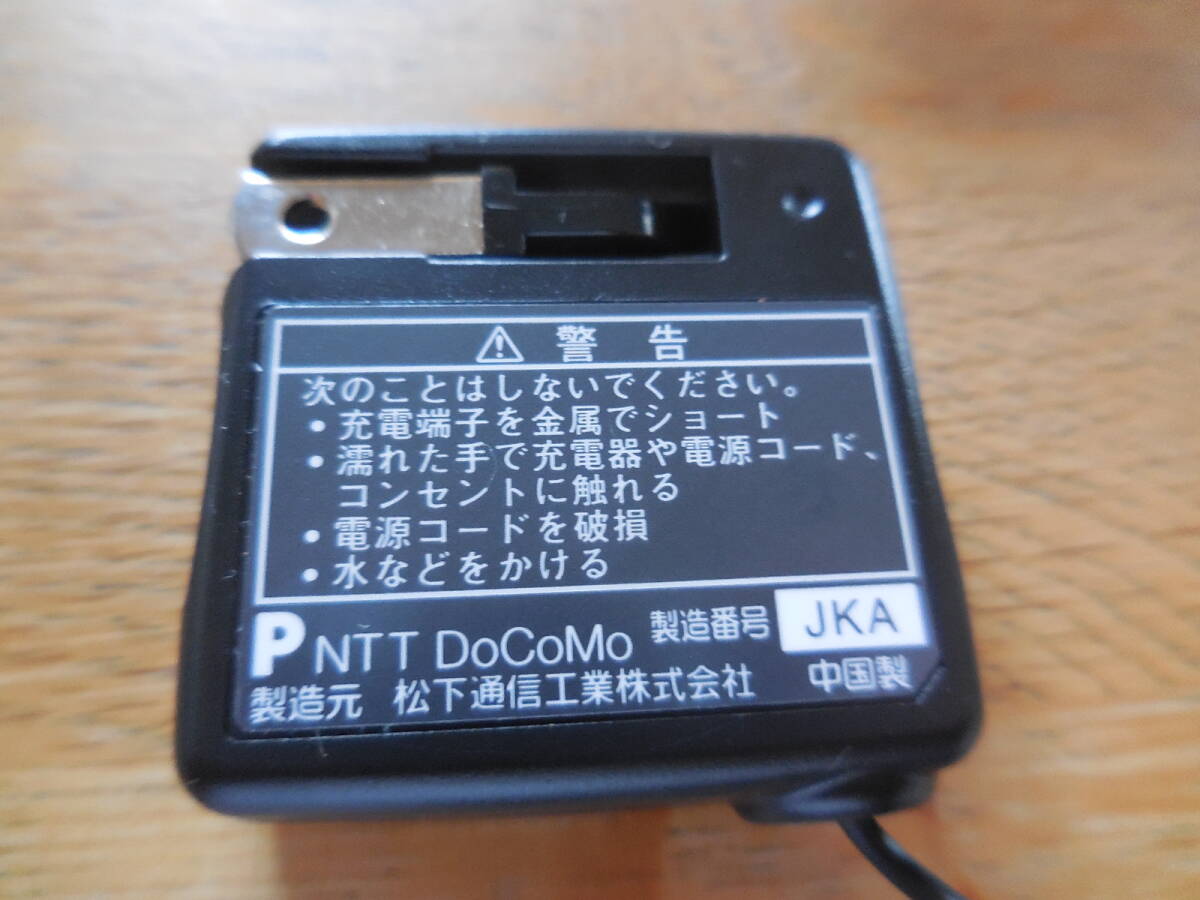 ⚠ 警告
次のことはしないでください。
・充電端子を金属でショート
・濡れた手で充電器や電源コード、
コンセントに触れる
・電源コードを破損
・水などをかける
P NTT DoCoMo 製造番号 JKA
製造元 松下通信工業株式会社 中国製